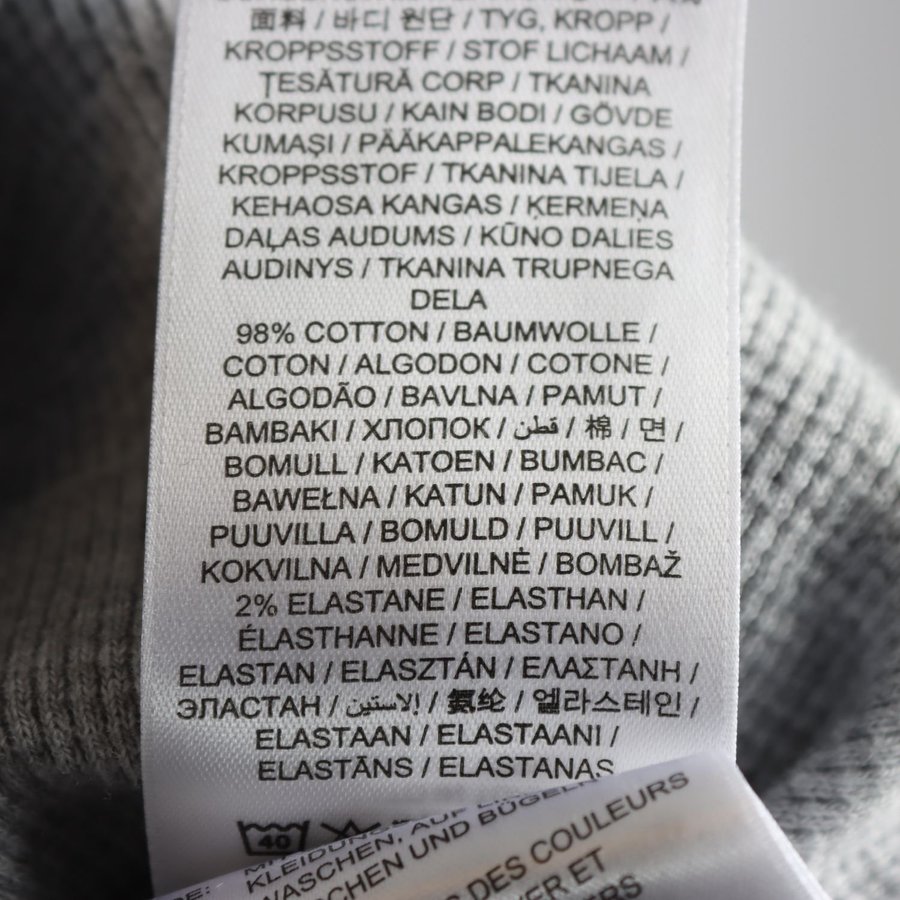 面料 / 바디 원단 / TYG, KROPP /
KROPPSSTOFF / STOF LICHAAM /
ȚESĂTURĂ CORP / TKANINA
KORPUSU / KAIN BODI / GÖVDE
KUMAŞI / PÄÄKAPPALEKANGAS /
KROPPSSTOF / TKANINA TIJELA /
KEHAOSA KANGAS / ĶERMEŅA
DAĻAS AUDUMS / KŪNO DALIES
AUDINYS / TKANINA TRUPNEGA
DELA
98% COTTON / BAUMWOLLE /
COTON / ALGODON / COTONE /
ALGODÃO / BAVLNA / PAMUT /
BAMBAKI / ХЛОПОК / قطن / 棉 / 면 /
BOMULL / KATOEN / BUMBAC /
BAWEŁNA / KATUN / PAMUK /
PUUVILLA / BOMULD / PUUVILL /
KOKVILNA / MEDVILNĖ / BOMBAŽ
2% ELASTANE / ELASTHAN /
ÉLASTHANNE / ELASTANO /
ELASTAN / ELASZTÁN / ΕΛΑΣΤΑΝΗ /
ЭЛАСТАН / الاستين / 氨纶 / 엘라스테인 /
ELASTAAN / ELASTAANI /
ELASTĀNS / ELASTANAS
40
KLEIDUNG AUF
WASCHEN UND BÜGELN
DES COULEURS
ET